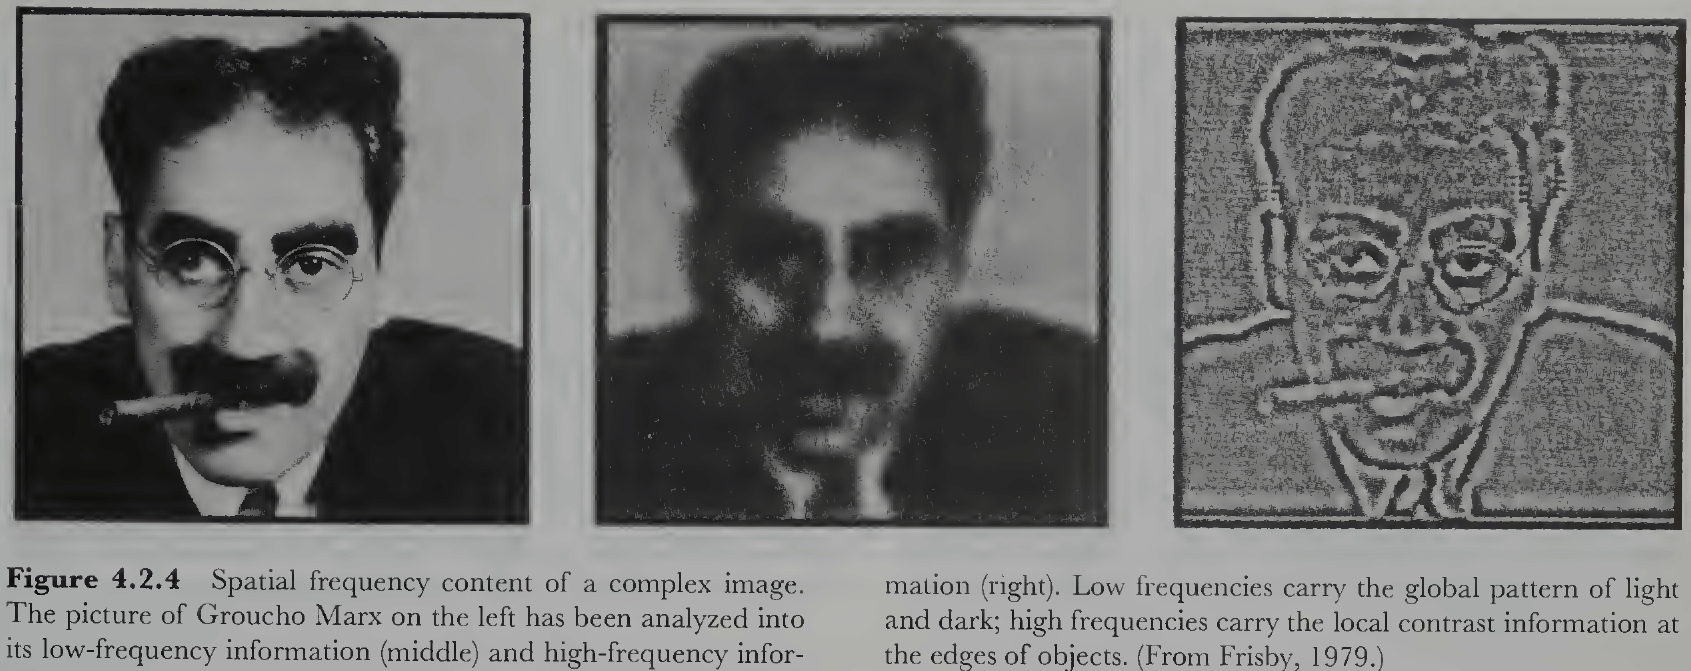 Figure 4.2.4 Spatial frequency content of a complex image.
The picture of Groucho Marx on the left has been analyzed into
its low-frequency information (middle) and high-frequency infor-
mation (right). Low frequencies carry the global pattern of light
and dark; high frequencies carry the local contrast information at
the edges of objects. (From Frisby, 1979.)